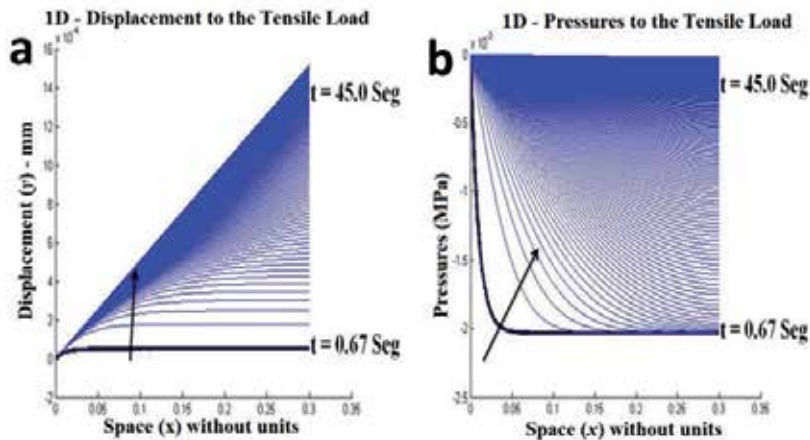 1D - Displacement to the Tensile Load
1D - Pressures to the Tensile Load
a
x 10⁻⁴
16
14
12
10
8
6
4
2
0
-2
t = 45.0 Seg
t = 0.67 Seg
Displacement (y) - mm
0
0.05
0.1
0.15
0.2
0.25
0.3
0.35
Space (x) without units
b
0
-0.5
-1
-1.5
-2
-2.5
t = 45.0 Seg
t = 0.67 Seg
Pressures (MPa)
0
0.05
0.1
0.15
0.2
0.25
0.3
0.35
Space (x) without units